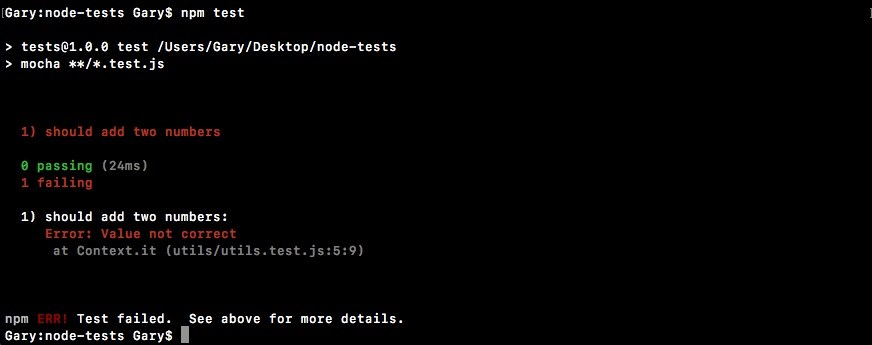 Gary:node-tests Gary$ npm test
> tests@1.0.0 test /Users/Gary/Desktop/node-tests
> mocha **/*.test.js
1) should add two numbers
0 passing (24ms)
1 failing
1) should add two numbers:
Error: Value not correct
at Context.it (utils/utils.test.js:5:9)
npm ERR! Test failed.  See above for more details.
Gary:node-tests Gary$